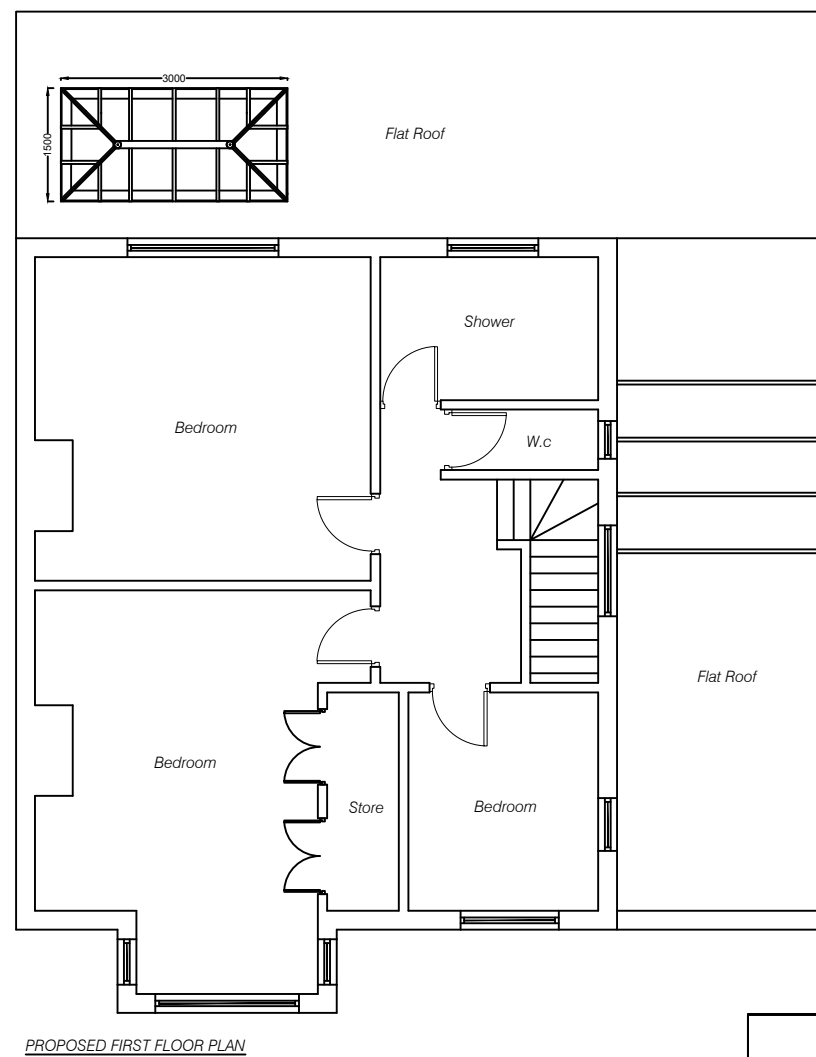 3000
1500
Flat Roof
Shower
Bedroom
W.c
Flat Roof
Bedroom
Store
Bedroom
PROPOSED FIRST FLOOR PLAN